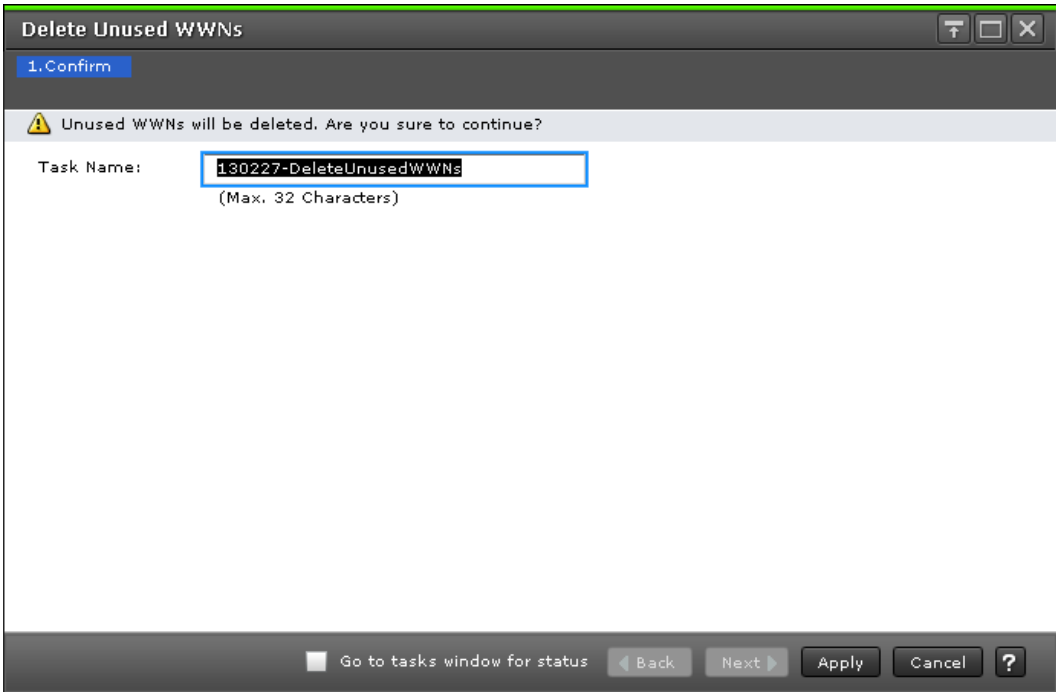 Delete Unused WWNs
1.Confirm
Unused WWNs will be deleted. Are you sure to continue?
Task Name: 130227-DeleteUnusedWWNs
(Max. 32 Characters)
Go to tasks window for status Back Next Apply Cancel ?